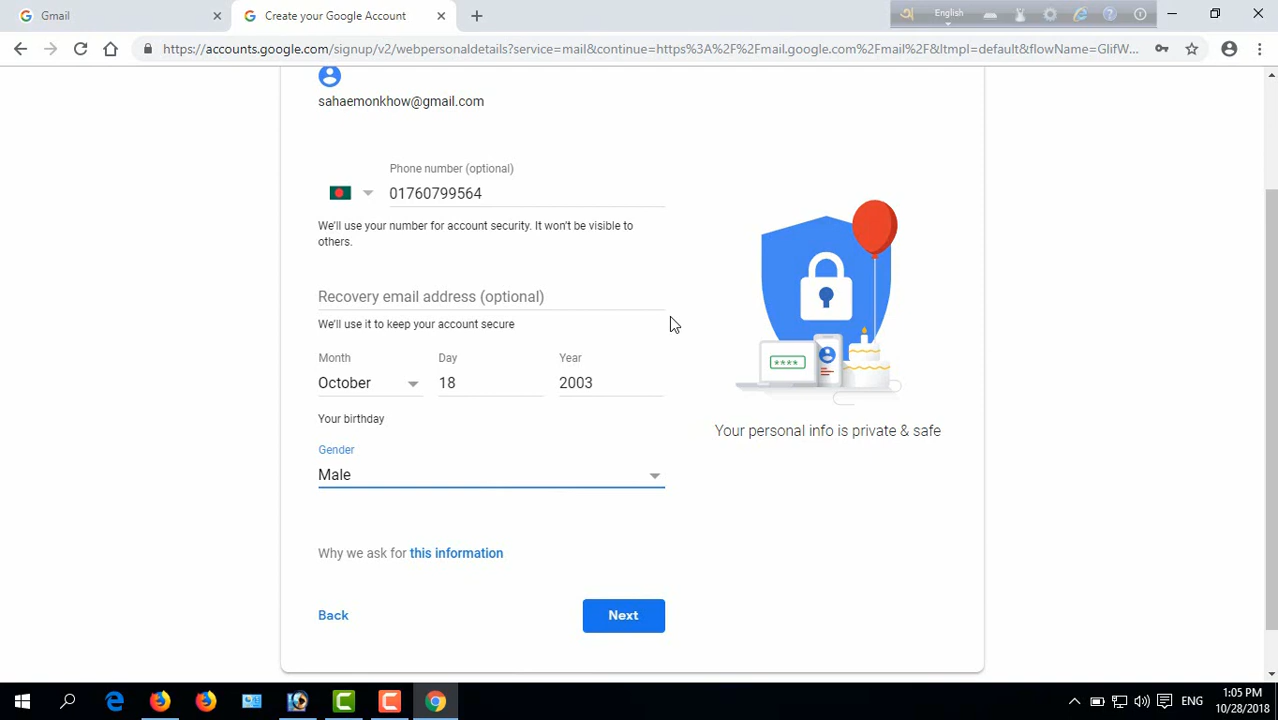 Gmail
Create your Google Account
English
https://accounts.google.com/signup/v2/webpersonaldetails?service=mail&continue=https%3A%2F%2Fmail.google.com%2Fmail%2F&ltmpl=default&flowName=GlifW...
sahaemonkhow@gmail.com
Phone number (optional)
01760799564
We'll use your number for account security. It won't be visible to
others.
Recovery email address (optional)
We'll use it to keep your account secure
Month Day Year
October 18 2003
Your birthday
Gender
Male
Your personal info is private & safe
****
Why we ask for this information
Back Next
ENG
1:05 PM
10/28/2018